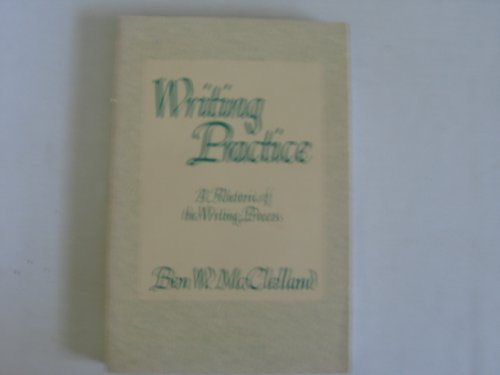 Writing
Practice
A Rhetoric of
the Writing Process
Ben W. McClelland